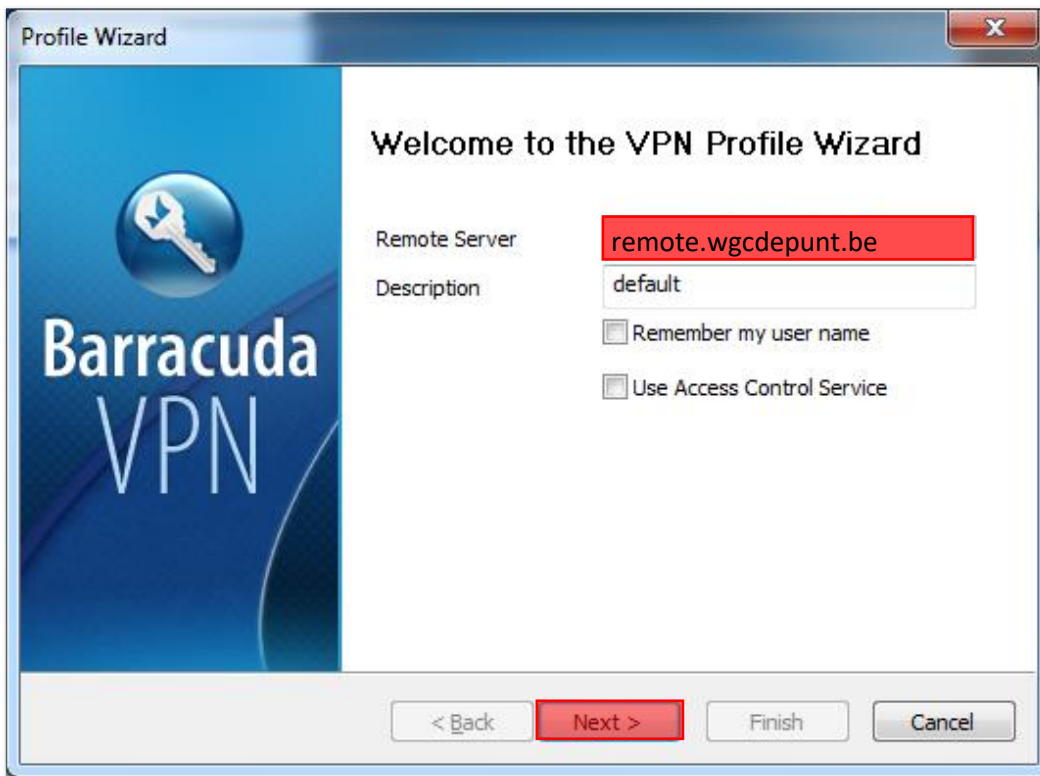 Profile Wizard
X
Barracuda
VPN
Welcome to the VPN Profile Wizard
Remote Server
remote.wgcdepunt.be
Description
default
Remember my user name
Use Access Control Service
< Back
Next >
Finish
Cancel